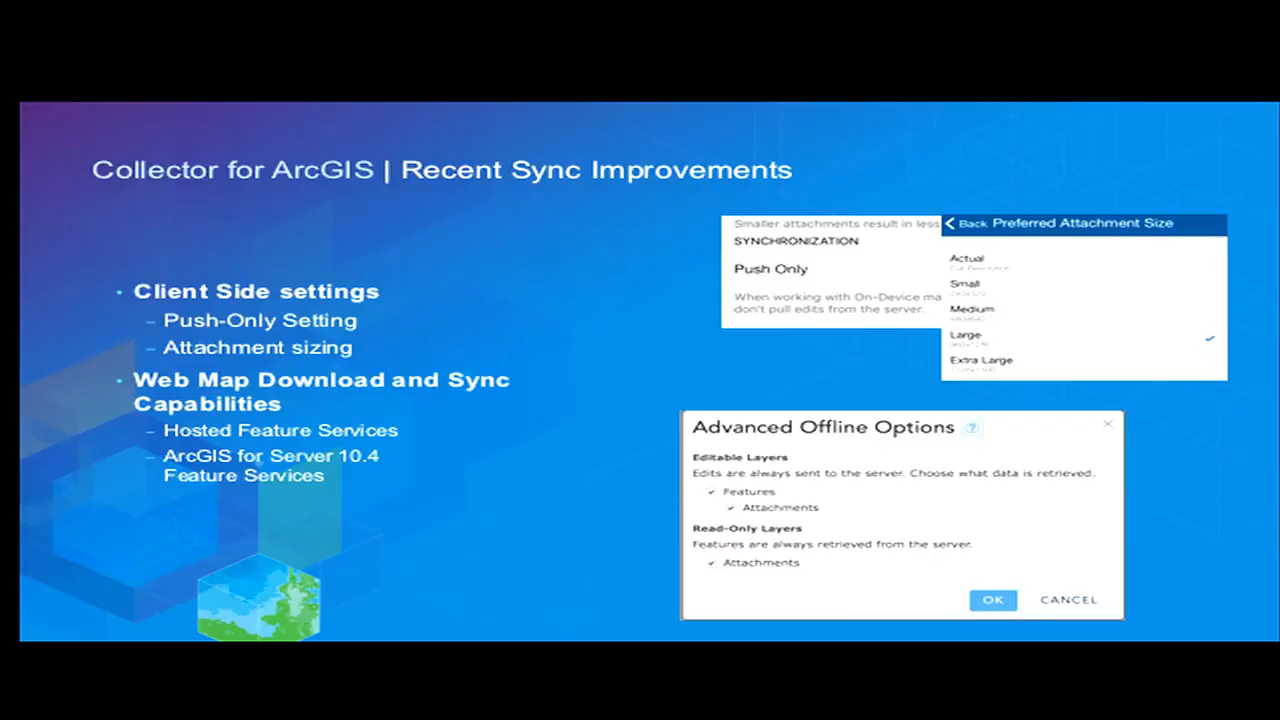 Collector for ArcGIS | Recent Sync Improvements
Client Side settings
Push-Only Setting
Attachment sizing
Web Map Download and Sync
Capabilities
Hosted Feature Services
ArcGIS for Server 10.4
Feature Services
Smaller attachments result in less
SYNCHRONIZATION
Push Only
When working with On-Device ma
don't pull edits from the server.
Back Preferred Attachment Size
Actual
Small
Medium
Large
Extra Large
Advanced Offline Options ?
Editable Layers
Edits are always sent to the server. Choose what data is retrieved.
Features
Attachments
Read-Only Layers
Features are always retrieved from the server.
Attachments
OK CANCEL